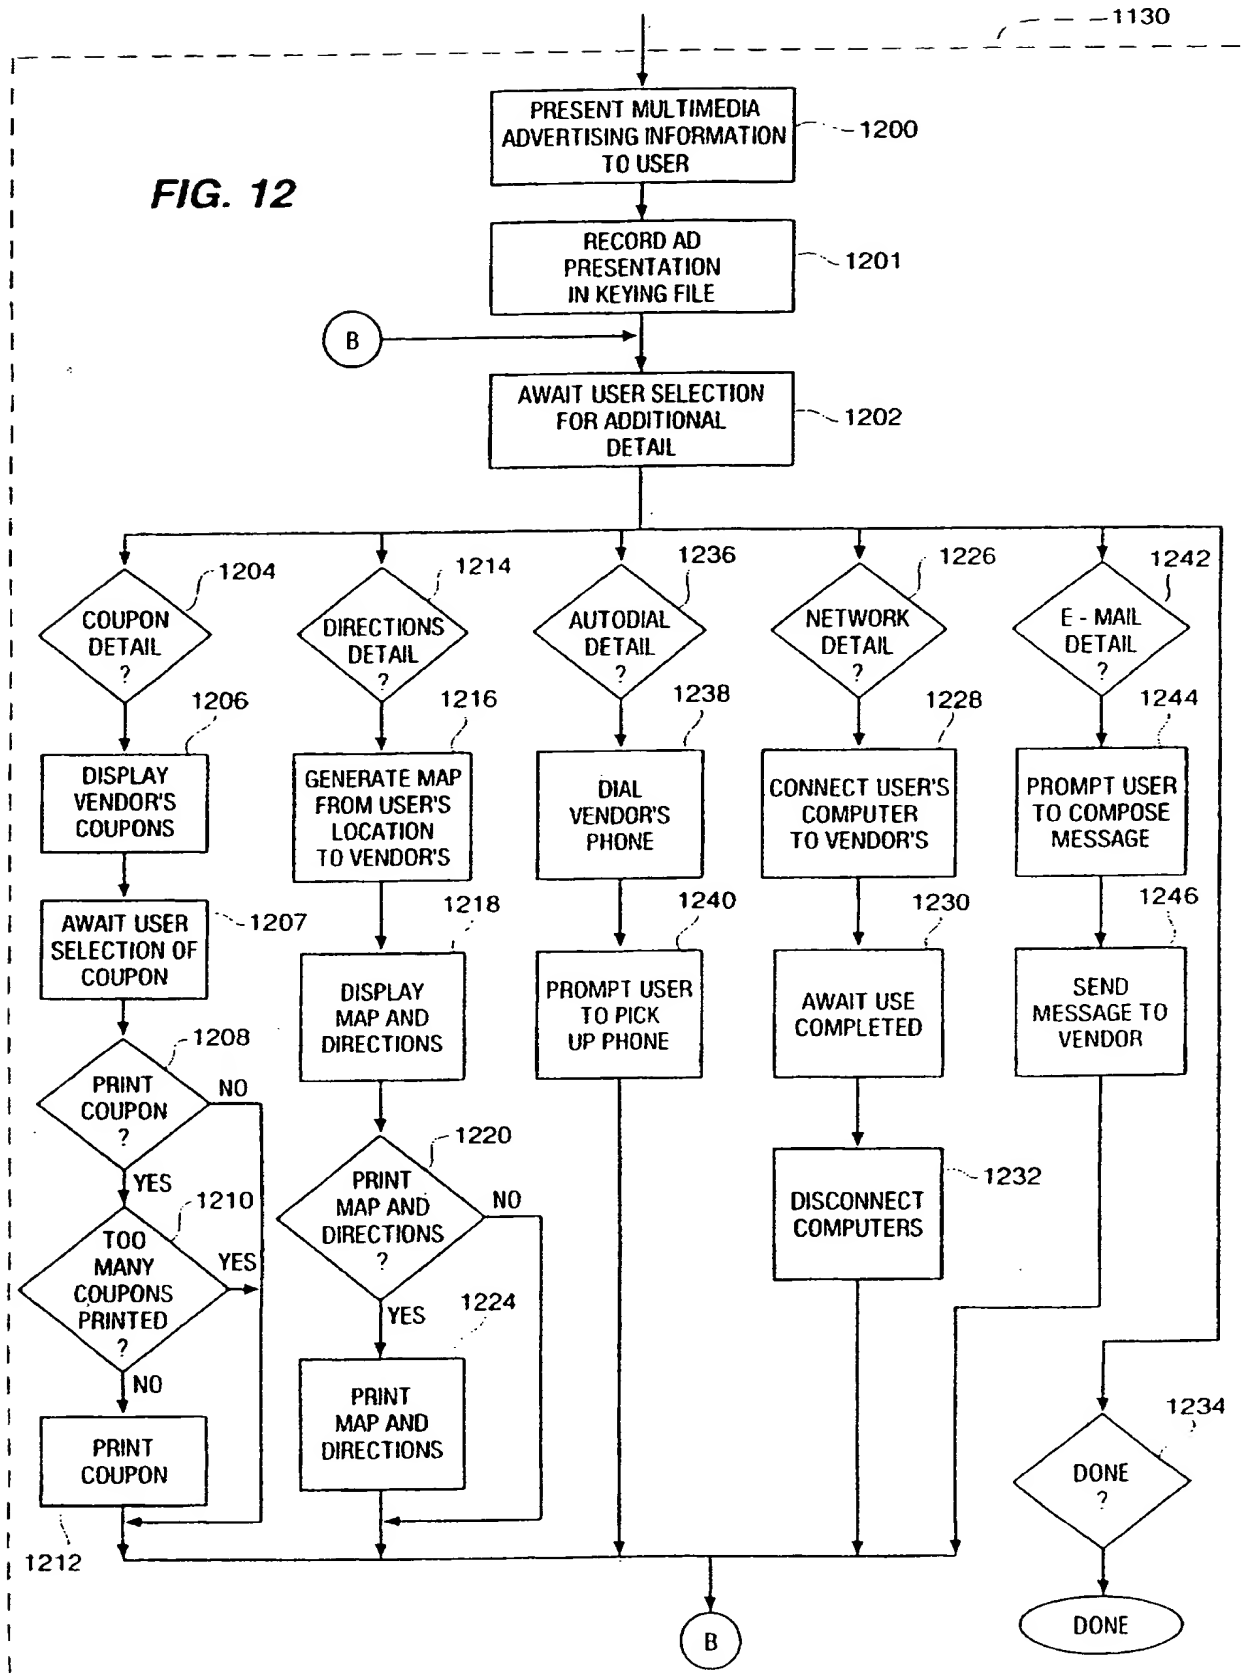 1130
PRESENT MULTIMEDIA
ADVERTISING INFORMATION
TO USER
1200
FIG. 12
RECORD AD
PRESENTATION
IN KEYING FILE
1201
B
AWAIT USER SELECTION
FOR ADDITIONAL
DETAIL
1202
COUPON
DETAIL
?
1204
DISPLAY
VENDOR'S
COUPONS
1206
AWAIT USER
SELECTION OF
COUPON
1207
PRINT
COUPON
?
1208
NO
YES
TOO
MANY
COUPONS
PRINTED
?
1210
YES
NO
PRINT
COUPON
1212
DIRECTIONS
DETAIL
?
1214
GENERATE MAP
FROM USER'S
LOCATION
TO VENDOR'S
1216
DISPLAY
MAP AND
DIRECTIONS
1218
PRINT
MAP AND
DIRECTIONS
?
1220
NO
YES
PRINT
MAP AND
DIRECTIONS
1224
AUTODIAL
DETAIL
?
1236
DIAL
VENDOR'S
PHONE
1238
PROMPT USER
TO PICK
UP PHONE
1240
NETWORK
DETAIL
?
1226
CONNECT USER'S
COMPUTER
TO VENDOR'S
1228
AWAIT USE
COMPLETED
1230
DISCONNECT
COMPUTERS
1232
E - MAIL
DETAIL
?
1242
PROMPT USER
TO COMPOSE
MESSAGE
1244
SEND
MESSAGE TO
VENDOR
1246
DONE
?
1234
DONE
B